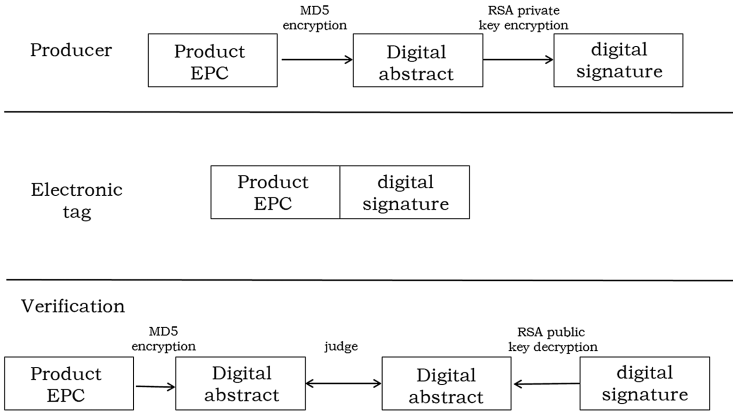 MD5
encryption
RSA private
key encryption
Producer
Product
EPC
Digital
abstract
digital
signature
Electronic
tag
Product
EPC
digital
signature
Verification
MD5
encryption
judge
RSA public
key decryption
Product
EPC
Digital
abstract
Digital
abstract
digital
signature